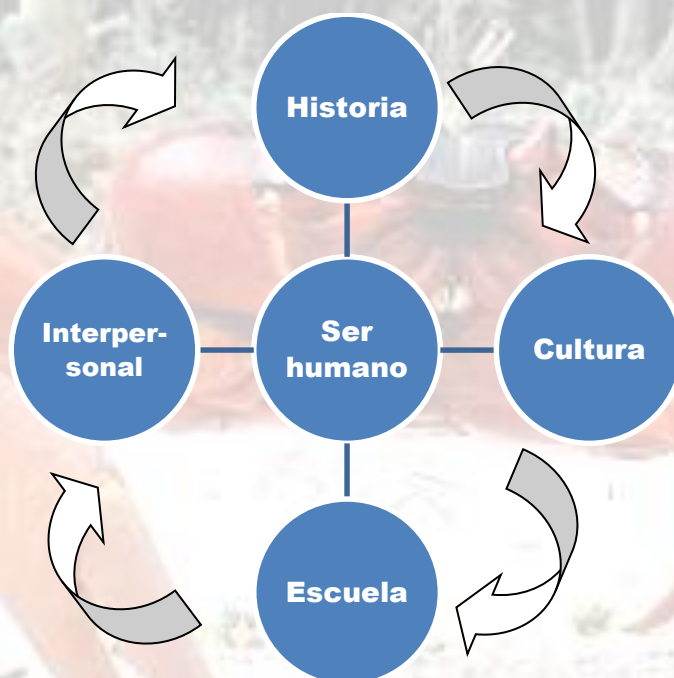 Historia
Interper-
sonal
Ser
humano
Cultura
Escuela